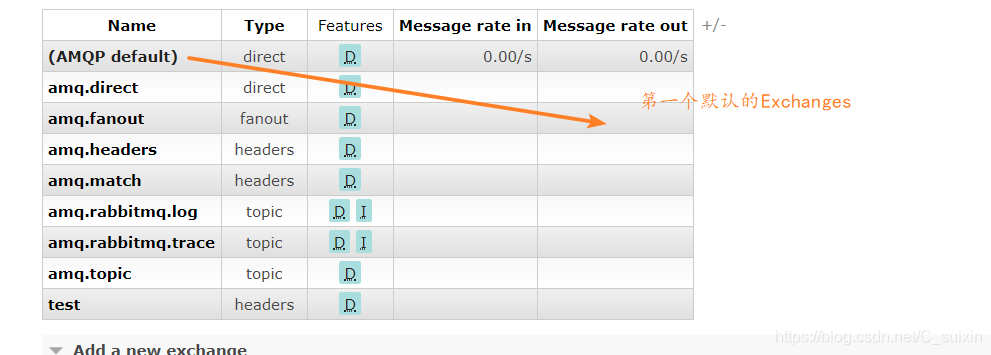 Name Type Features Message rate in Message rate out +/-
(AMQP default) direct D 0.00/s 0.00/s
amq.direct direct D
第一个默认的Exchanges
amq.fanout fanout D
amq.headers headers D
amq.match headers D
amq.rabbitmq.log topic D I
amq.rabbitmq.trace topic D I
amq.topic topic D
test headers D
https://blog.csdn.net/C_suixin
Add a new exchange